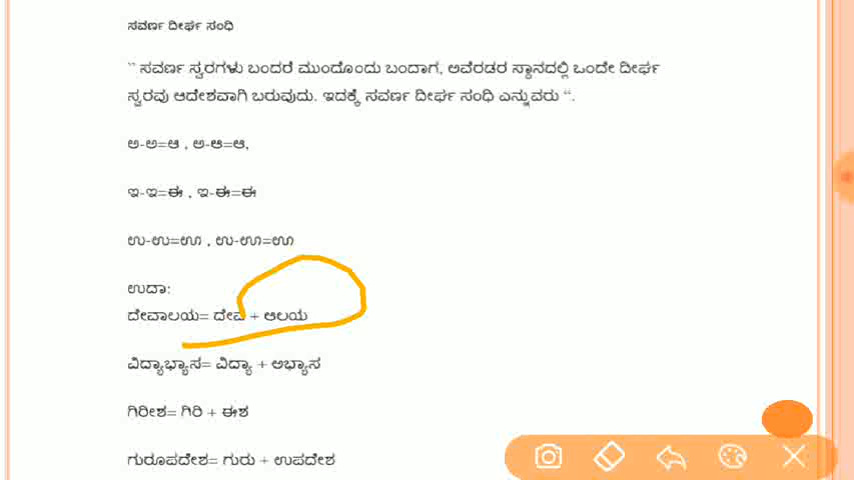 ಸವರ್ಣ ದೀರ್ಘ ಸಂಧಿ
`` ಸವರ್ಣ ಸ್ವರಗಳು ಬಂದರೆ ಮುಂದೊಂದು ಬಂದಾಗ, ಅವೆರಡರ ಸ್ಥಾನದಲ್ಲಿ ಒಂದೇ ದೀರ್ಘ
ಸ್ವರವು ಆದೇಶವಾಗಿ ಬರುವುದು. ಇದಕ್ಕೆ ಸವರ್ಣ ದೀರ್ಘ ಸಂಧಿ ಎನ್ನುವರು “.
ಅ-ಅ=ಆ , ಅ-ಆ=ಆ,
ಇ-ಇ=ಈ , ಇ-ಈ=ಈ
ಉ-ಉ=ಊ , ಉ-ಊ=ಊ
ಉದಾ:
ದೇವಾಲಯ= ದೇವ + ಆಲಯ
ವಿದ್ಯಾಭ್ಯಾಸ= ವಿದ್ಯಾ + ಅಭ್ಯಾಸ
ಗಿರೀಶ= ಗಿರಿ + ಈಶ
ಗುರೂಪದೇಶ= ಗುರು + ಉಪದೇಶ